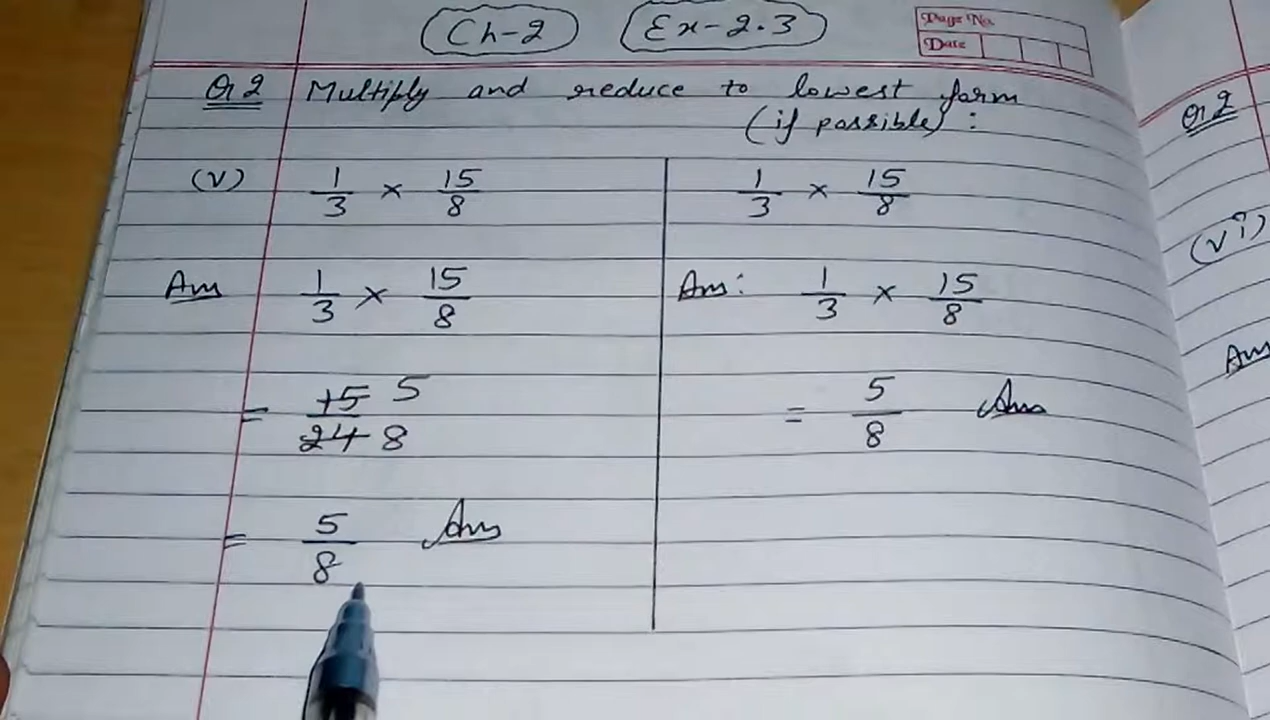 Ch-2 Ex-2.3
Page No.
Date
Q.2 Multiply and reduce to lowest form
(if possible) :
(V) 1/3 × 15/8
Ans 1/3 × 15/8
= 15/24 5/8
= 5/8 Ans
1/3 × 15/8
Ans: 1/3 × 15/8
= 5/8 Ans
Q.2
(vi)
Ans